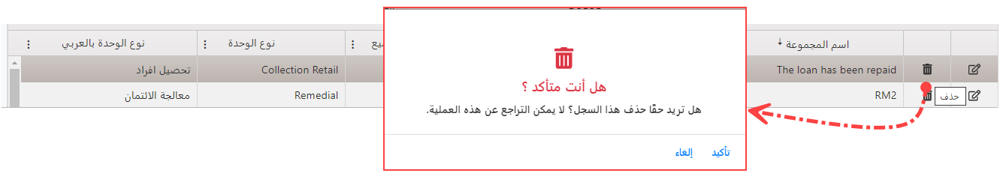 اسم المجموعة
نوع الوحدة
نوع الوحدة بالعربي
The loan has been repaid
Collection Retail
تحصيل افراد
RM2
Remedial
معالجة الائتمان
حذف
هل أنت متأكد ؟
هل تريد حقًا حذف هذا السجل؟ لا يمكن التراجع عن هذه العملية.
تأكيد
إلغاء